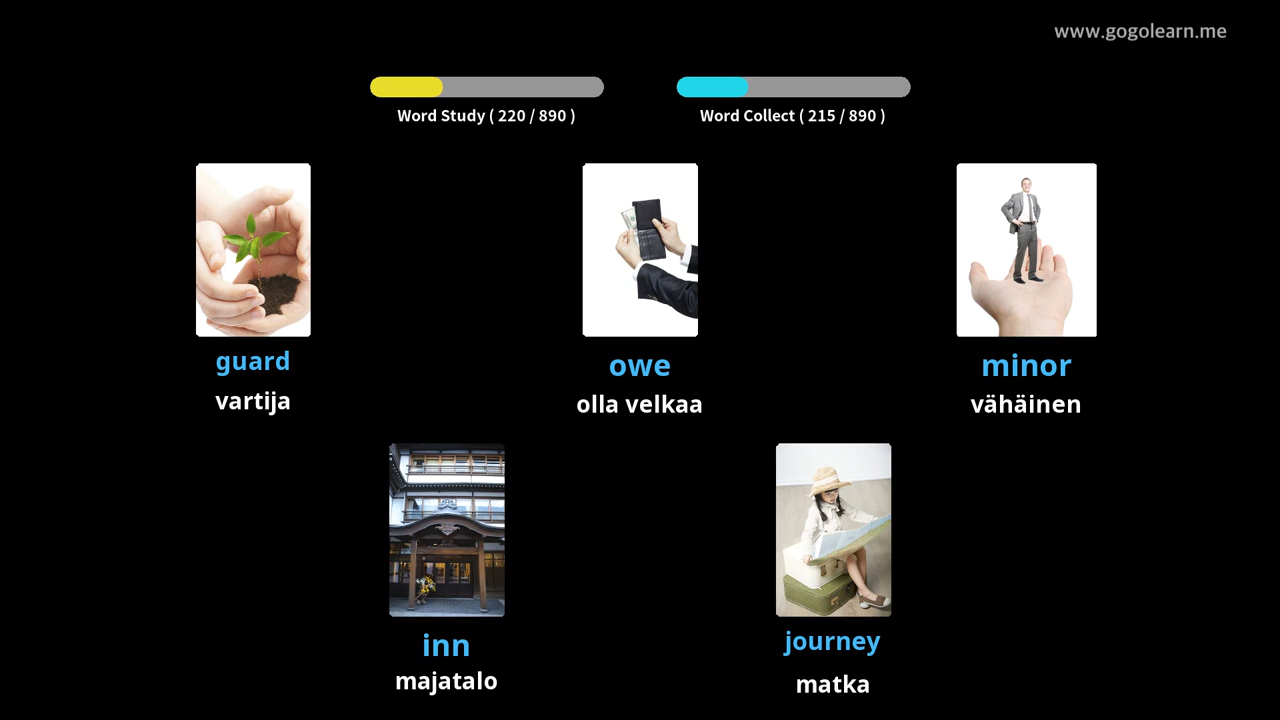 www.gogolearn.me
Word Study ( 220 / 890 )
Word Collect ( 215 / 890 )
guard
vartija
owe
olla velkaa
minor
vähäinen
inn
majatalo
journey
matka